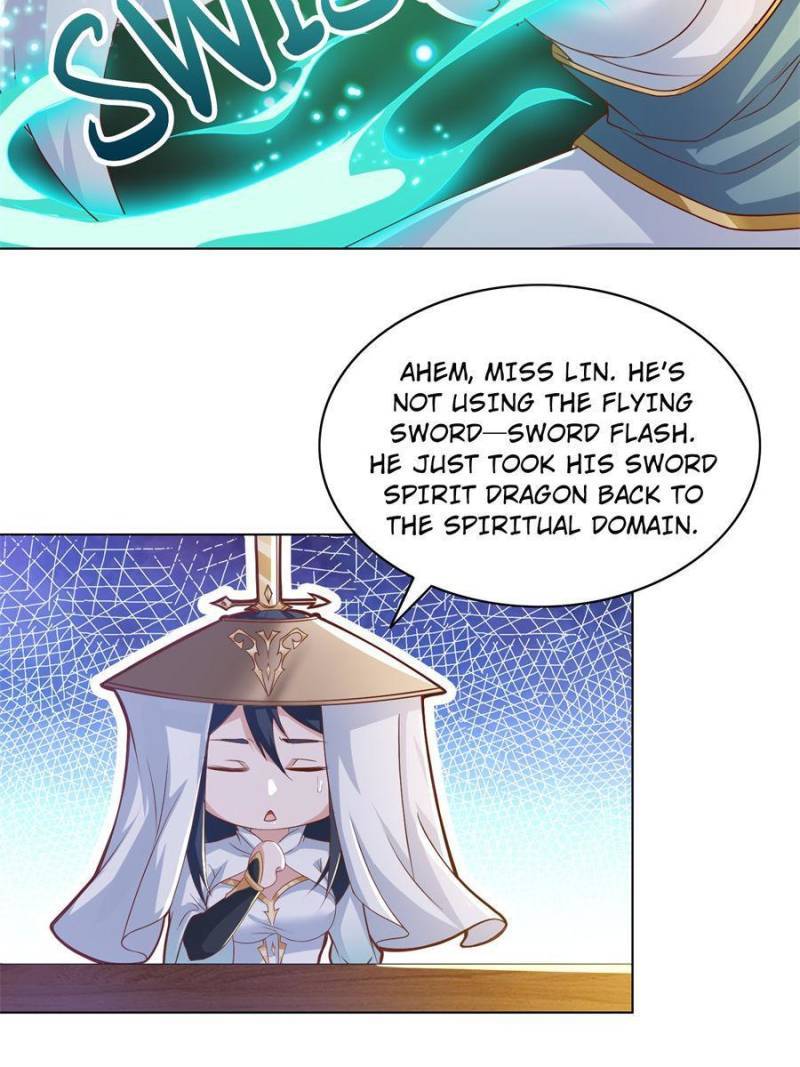 SWIS
AHEM, MISS LIN. HE'S
NOT USING THE FLYING
SWORD—SWORD FLASH.
HE JUST TOOK HIS SWORD
SPIRIT DRAGON BACK TO
THE SPIRITUAL DOMAIN.